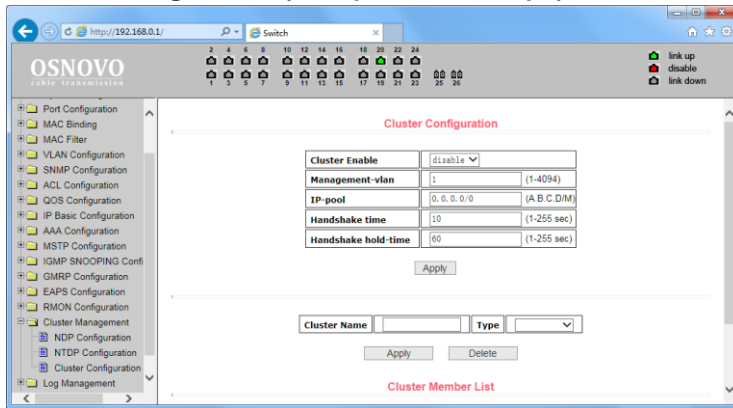 http://192.168.0.1/
Switch
OSNOVO
cable transmission
2 4 6 8 10 12 14 16 18 20 22 24
1 3 5 7 9 11 13 15 17 19 21 23 25 26
link up
disable
link down
Port Configuration
MAC Binding
MAC Filter
VLAN Configuration
SNMP Configuration
ACL Configuration
QOS Configuration
IP Basic Configuration
AAA Configuration
MSTP Configuration
IGMP SNOOPING Confi
GMRP Configuration
EAPS Configuration
RMON Configuration
Cluster Management
NDP Configuration
NTDP Configuration
Cluster Configuration
Log Management
Cluster Configuration
Cluster Enable disable
Management-vlan 1 (1-4094)
IP-pool 0.0.0.0/0 (A.B.C.D/M)
Handshake time 10 (1-255 sec)
Handshake hold-time 60 (1-255 sec)
Apply
Cluster Name Type
Apply Delete
Cluster Member List